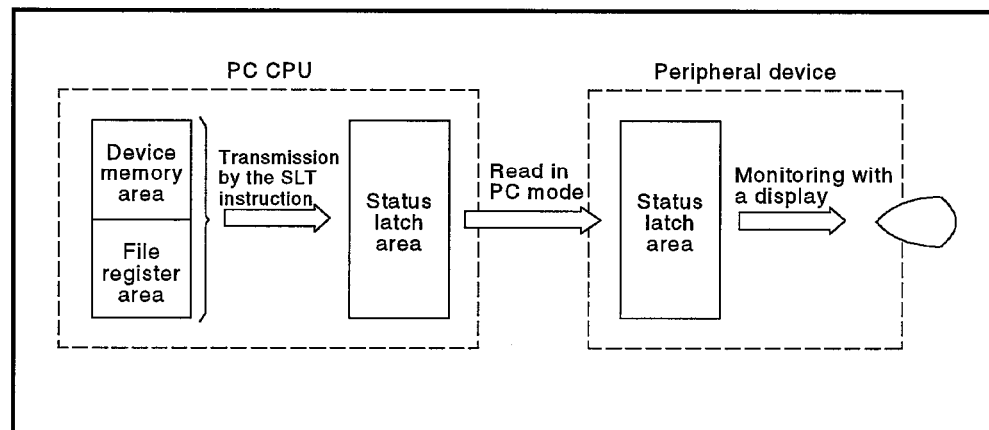 PC CPU
Peripheral device
Device
memory
area
File
register
area
Transmission
by the SLT
instruction
Status
latch
area
Read in
PC mode
Status
latch
area
Monitoring with
a display